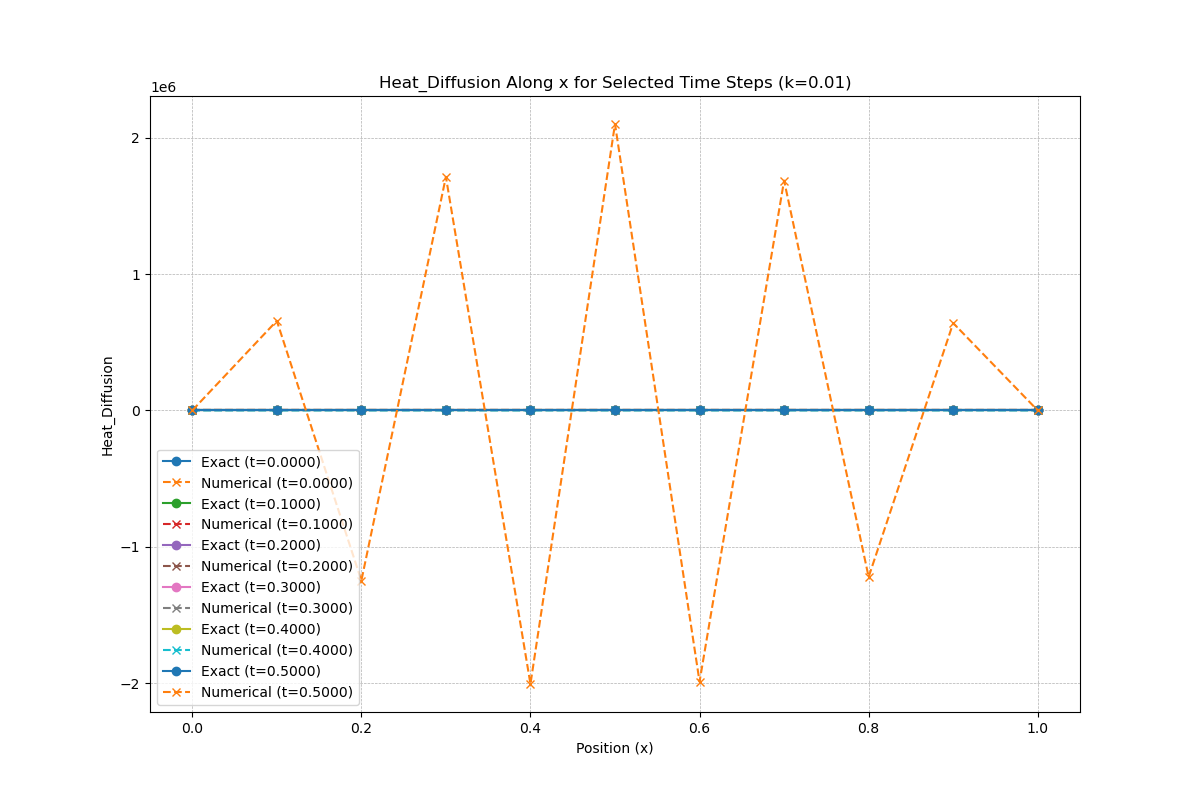 Heat_Diffusion Along x for Selected Time Steps (k=0.01)
1e6
2
1
0
−1
−2
Heat_Diffusion
Exact (t=0.0000)
Numerical (t=0.0000)
Exact (t=0.1000)
Numerical (t=0.1000)
Exact (t=0.2000)
Numerical (t=0.2000)
Exact (t=0.3000)
Numerical (t=0.3000)
Exact (t=0.4000)
Numerical (t=0.4000)
Exact (t=0.5000)
Numerical (t=0.5000)
0.0 0.2 0.4 0.6 0.8 1.0
Position (x)